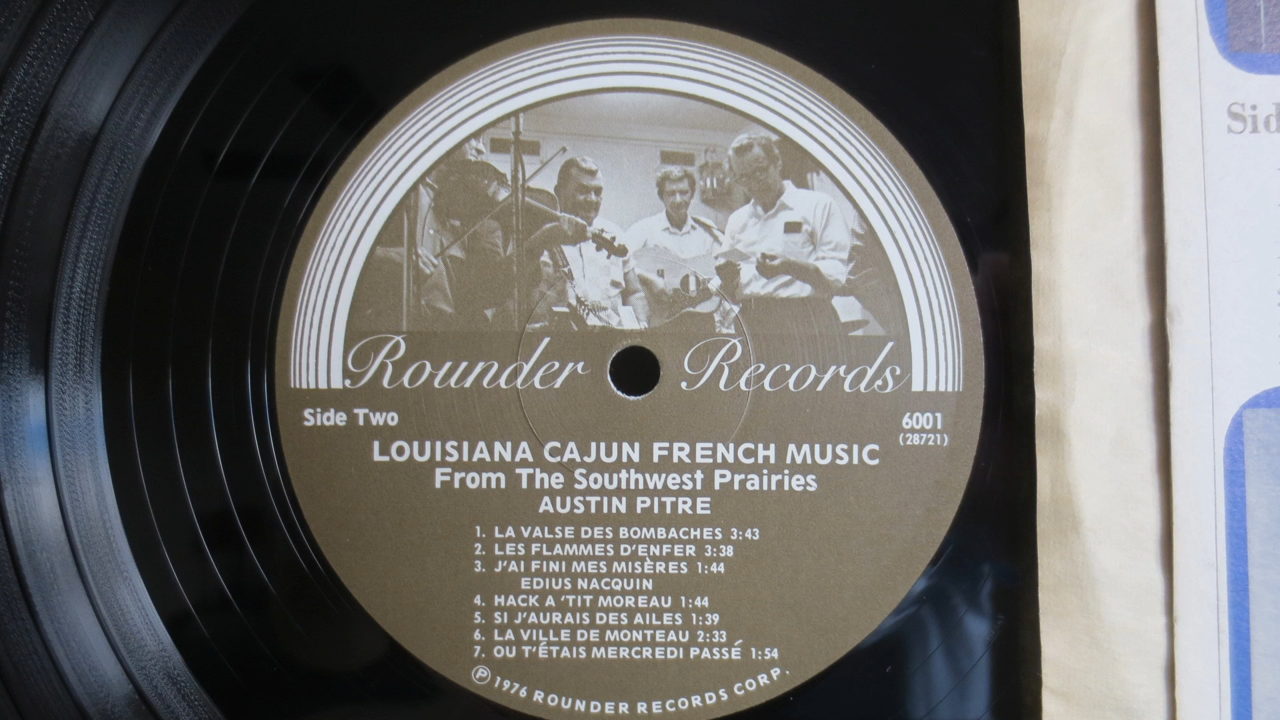 Rounder Records
Side Two
6001
(28721)
LOUISIANA CAJUN FRENCH MUSIC
From The Southwest Prairies
AUSTIN PITRE
1. LA VALSE DES BOMBACHES 3:43
2. LES FLAMMES D'ENFER 3:38
3. J'AI FINI MES MISÈRES 1:44
EDIUS NACQUIN
4. HACK A 'TIT MOREAU 1:44
5. SI J'AURAIS DES AILES 1:39
6. LA VILLE DE MONTEAU 2:33
7. OU T'ÉTAIS MERCREDI PASSÉ 1:54
Ⓟ 1976 ROUNDER RECORDS CORP.